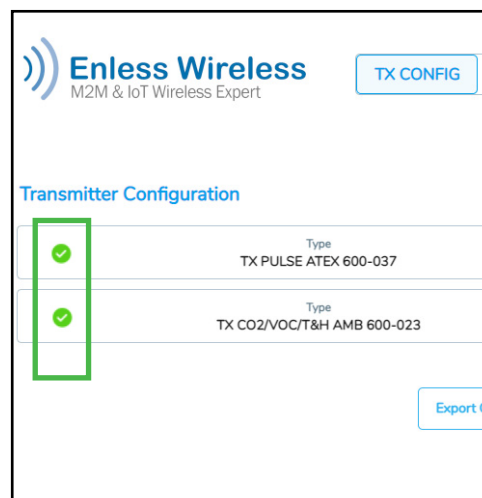 Enless Wireless
M2M & IoT Wireless Expert
TX CONFIG
Transmitter Configuration
Type
TX PULSE ATEX 600-037
Type
TX CO2/VOC/T&H AMB 600-023
Export